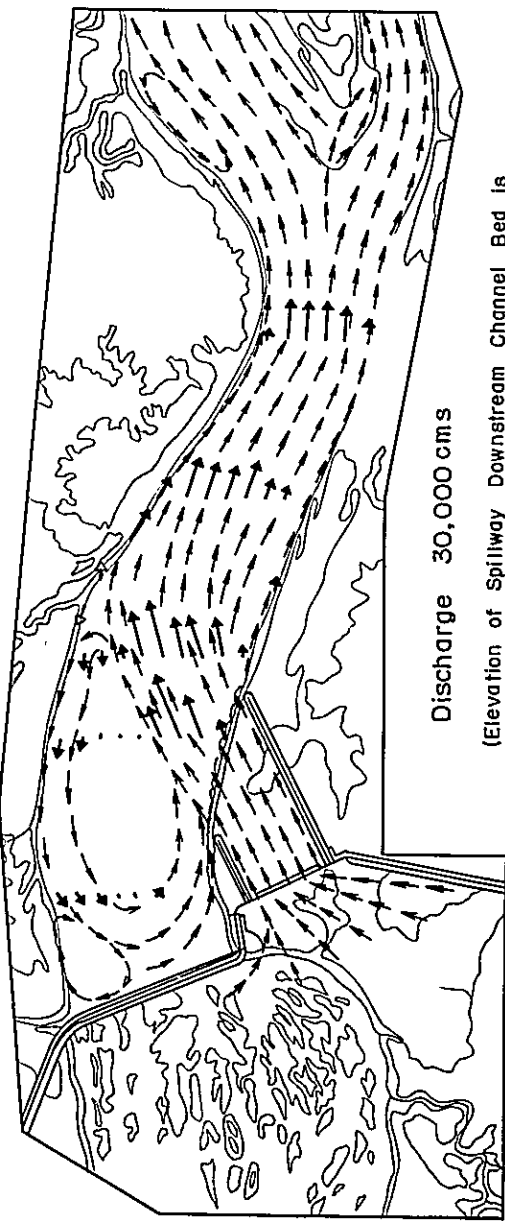 Discharge 30,000 cms
(Elevation of Spillway Downstream Channel Bed is